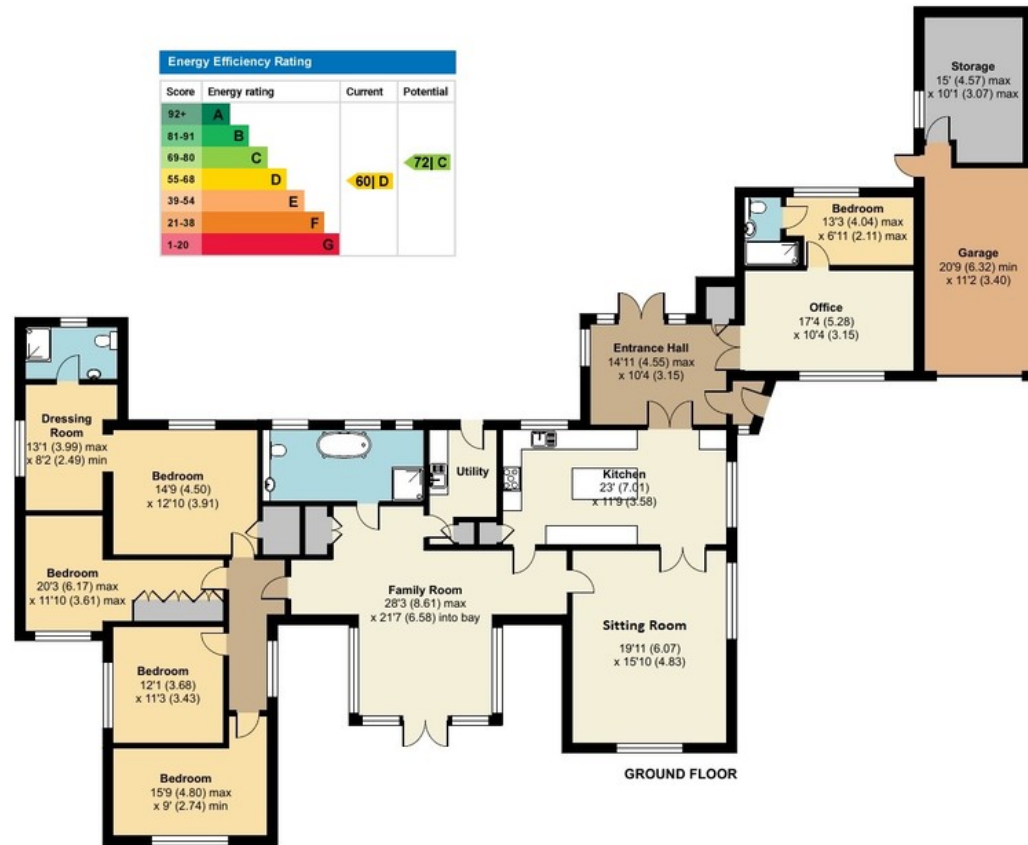 Energy Efficiency Rating
Score Energy rating Current Potential
92+ A
81-91 B
69-80 C
72| C
55-68 D
60| D
39-54 E
21-38 F
1-20 G
Storage
15' (4.57) max
x 10'1 (3.07) max
Bedroom
13'3 (4.04) max
x 6'11 (2.11) max
Garage
20'9 (6.32) min
x 11'2 (3.40)
Office
17'4 (5.28)
x 10'4 (3.15)
Entrance Hall
14'11 (4.55) max
x 10'4 (3.15)
Dressing
Room
13'1 (3.99) max
x 8'2 (2.49) min
Bedroom
14'9 (4.50)
x 12'10 (3.91)
Utility
Kitchen
23' (7.01)
x 11'9 (3.58)
Bedroom
20'3 (6.17) max
x 11'10 (3.61) max
Family Room
28'3 (8.61) max
x 21'7 (6.58) into bay
Sitting Room
19'11 (6.07)
x 15'10 (4.83)
Bedroom
12'1 (3.68)
x 11'3 (3.43)
Bedroom
15'9 (4.80) max
x 9' (2.74) min
GROUND FLOOR